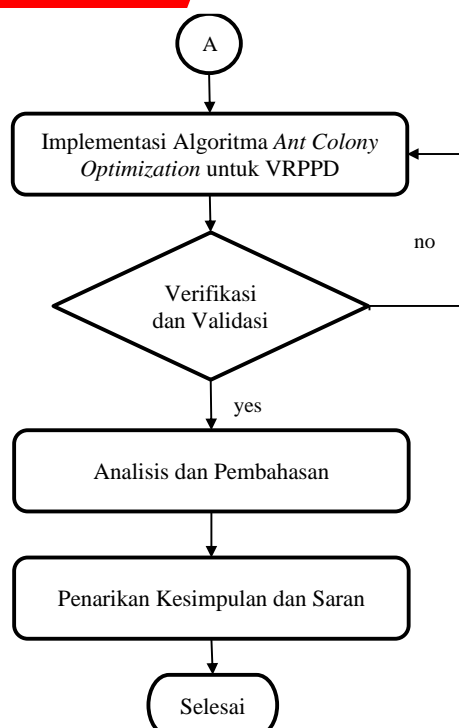 A
Implementasi Algoritma Ant Colony
Optimization untuk VRPPD
no
Verifikasi
dan Validasi
yes
Analisis dan Pembahasan
Penarikan Kesimpulan dan Saran
Selesai